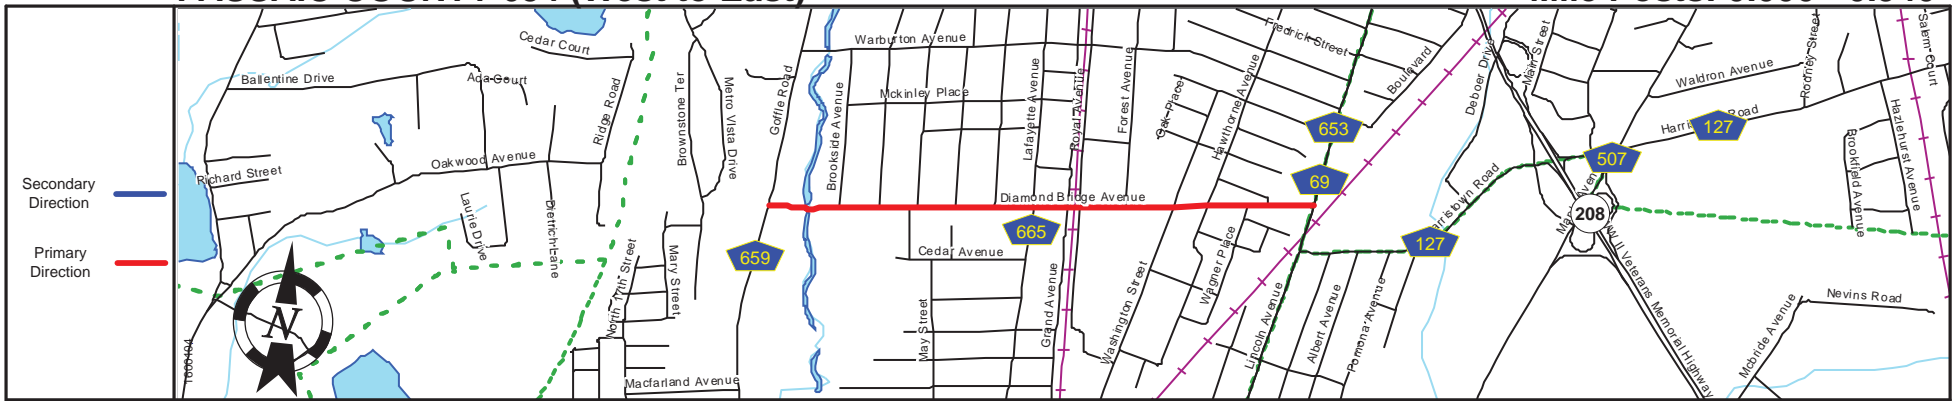 Secondary
Direction
Primary
Direction
Cedar Court
Ballentine Drive
Ada Court
Ridge Road
Oakwood Avenue
Richard Street
Laurie Drive
Dietrich Lane
North 17th Street
Mary Street
Macfarland Avenue
1600404
N
Brownstone Ter
Metro Vista Drive
Goffle Road
659
Warburton Avenue
Brookside Avenue
Mckinley Place
Lafayette Avenue
Royal Avenue
Forest Avenue
Oak Place
Hawthorne Avenue
Fredrick Street
Boulevard
Diamond Bridge Avenue
665
Cedar Avenue
May Street
Grand Avenue
Washington Street
Wagner Place
Lincoln Avenue
Albert Avenue
Pomona Avenue
653
69
127
Deboer Drive
Main Street
507
208
W II Veterans Memorial Highway
Waldron Avenue
Rodney Street
Road
127
Salem Court
Hazlehurst Avenue
Brookfield Avenue
Nevins Road
Mcbride Avenue